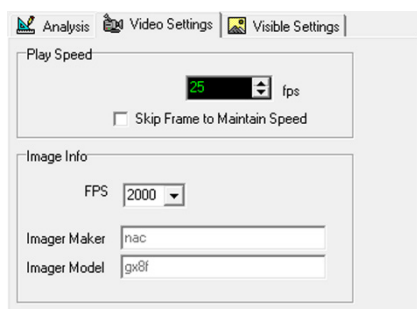 Analysis Video Settings Visible Settings
Play Speed
25 fps
Skip Frame to Maintain Speed
Image Info
FPS 2000
Imager Maker nac
Imager Model gx8f